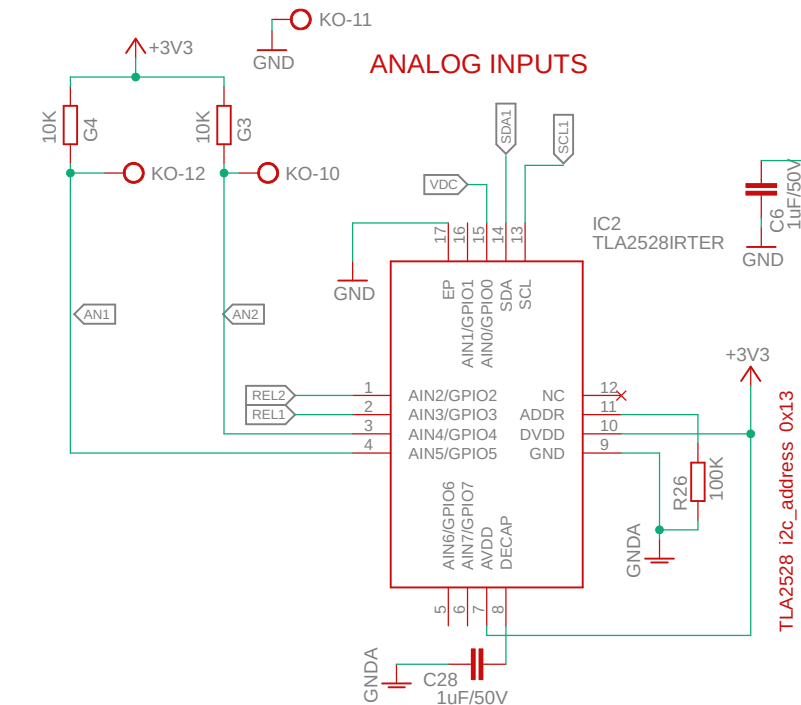 KO-11
+3V3
GND
ANALOG INPUTS
10K
G4
10K
G3
SDA1
SCL1
KO-12
KO-10
VDC
C6
1uF/50V
GND
IC2
TLA2528IRTER
17
16
15
14
13
GND
EP
AIN1/GPIO1
AIN0/GPIO0
SDA
SCL
AN1
AN2
+3V3
REL2
1
AIN2/GPIO2
NC
12
REL1
2
AIN3/GPIO3
ADDR
11
3
AIN4/GPIO4
DVDD
10
4
AIN5/GPIO5
GND
9
R26
100K
TLA2528 i2c_address 0x13
AIN6/GPIO6
AIN7/GPIO7
AVDD
DECAP
GNDA
5
6
7
8
GNDA
C28
1uF/50V